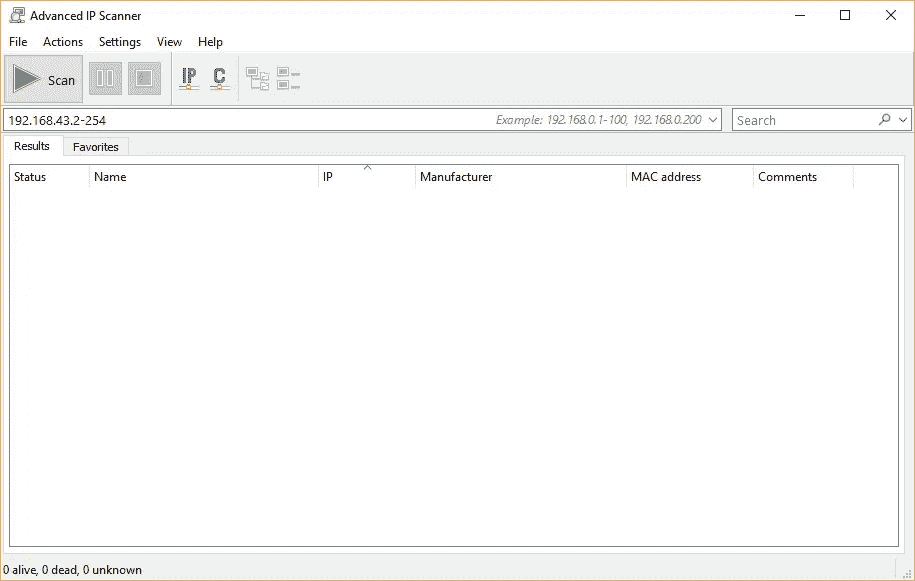 Advanced IP Scanner
File Actions Settings View Help
Scan IP C
192.168.43.2-254 Example: 192.168.0.1-100, 192.168.0.200 Search
Results Favorites
Status Name IP Manufacturer MAC address Comments
0 alive, 0 dead, 0 unknown